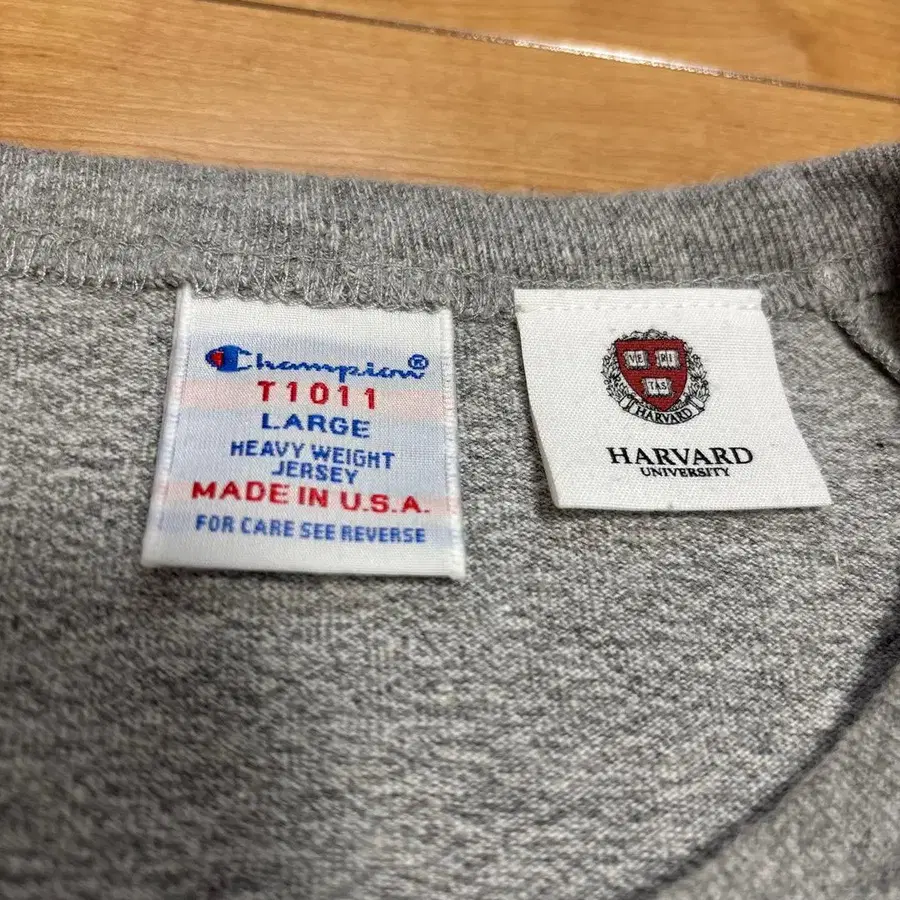 Champion®
T1011
LARGE
HEAVY WEIGHT
JERSEY
MADE IN U.S.A.
FOR CARE SEE REVERSE
VE RI
TAS
HARVARD
HARVARD
UNIVERSITY